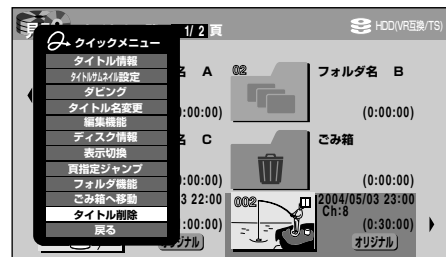 見
1/ 2 頁
HDD(VR互換/TS)
クイックメニュー
タイトル情報
タイトルサムネイル設定
ダビング
タイトル名変更
編集機能
ディスク情報
表示切換
頁指定ジャンプ
フォルダ機能
ごみ箱へ移動
タイトル削除
戻る
名 A
:00:00)
02
フォルダ名 B
(0:00:00)
名 C
:00:00)
ごみ箱
(0:00:00)
3 22:00
:00:00)
オリジナル
002
2004/05/03 23:00
Ch:8
(0:30:00)
オリジナル